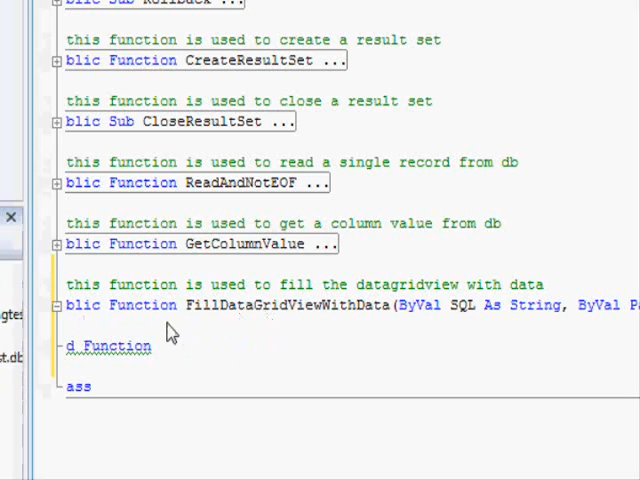 blic Sub Rollback ...
this function is used to create a result set
blic Function CreateResultSet ...
this function is used to close a result set
blic Sub CloseResultSet ...
this function is used to read a single record from db
blic Function ReadAndNotEOF ...
this function is used to get a column value from db
blic Function GetColumnValue ...
this function is used to fill the datagridview with data
blic Function FillDataGridViewWithData(ByVal SQL As String, ByVal Pa
ngtes
d Function
st.db
ass